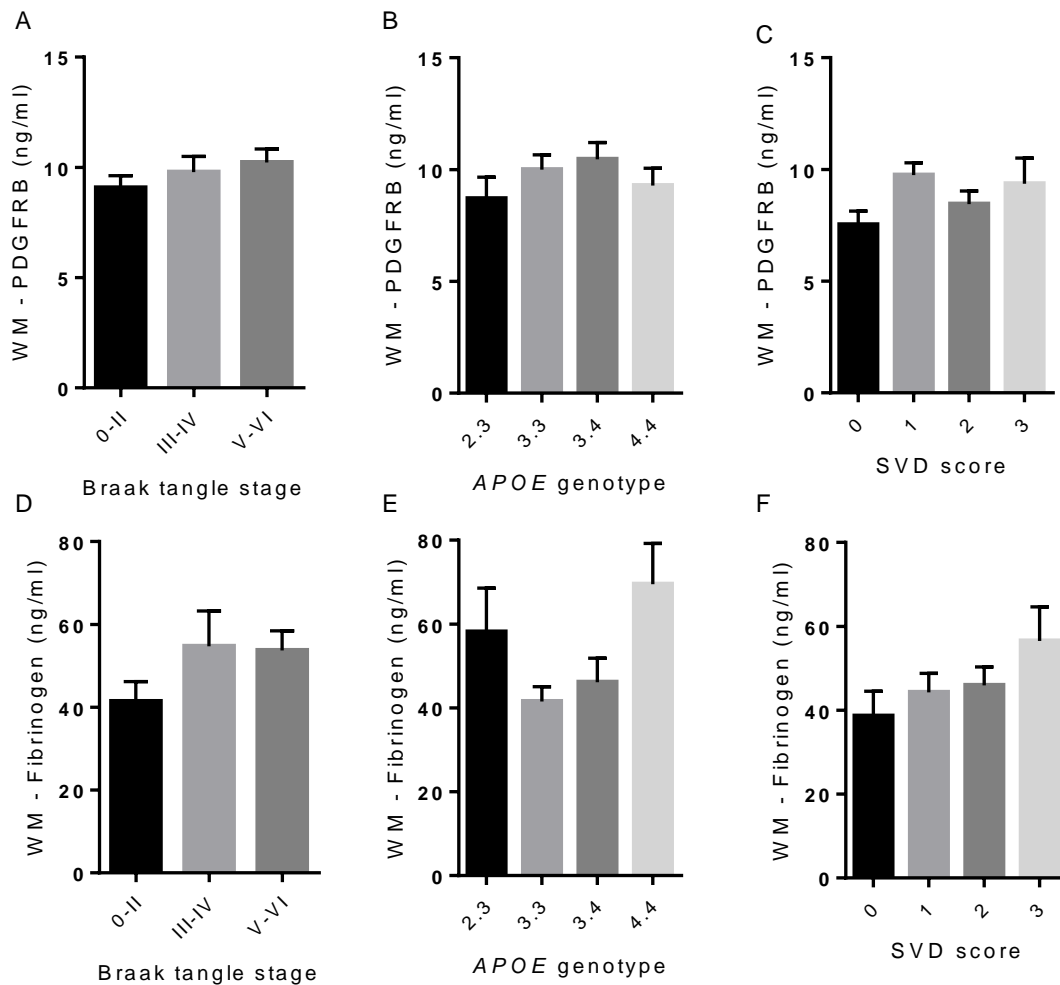 A
WM - PDGFRB (ng/ml)
15
10
5
0
0-II
III-IV
V-VI
Braak tangle stage
B
WM - PDGFRB (ng/ml)
15
10
5
0
2.3
3.3
3.4
4.4
APOE genotype
C
WM - PDGFRB (ng/ml)
15
10
5
0
0
1
2
3
SVD score
D
WM - Fibrinogen (ng/ml)
80
60
40
20
0
0-II
III-IV
V-VI
Braak tangle stage
E
WM - Fibrinogen (ng/ml)
80
60
40
20
0
2.3
3.3
3.4
4.4
APOE genotype
F
WM - Fibrinogen (ng/ml)
80
60
40
20
0
0
1
2
3
SVD score